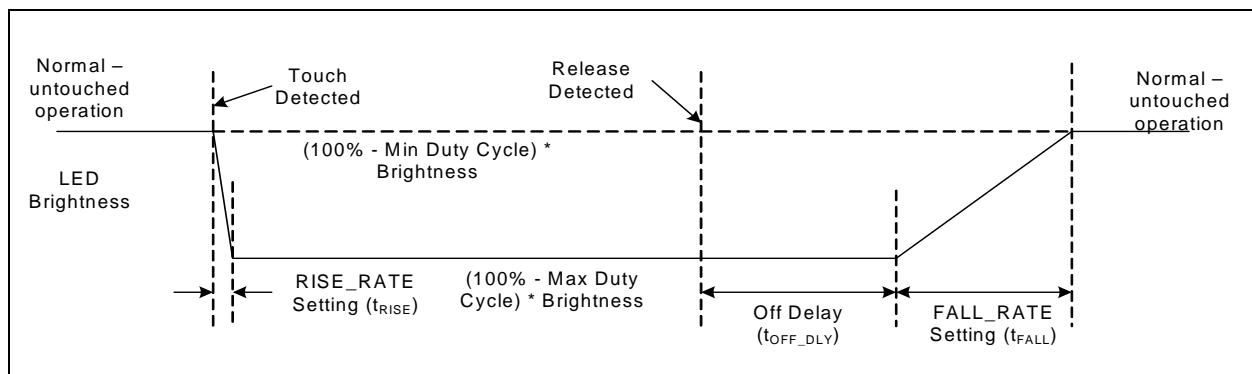 Normal –
untouched
operation
Touch
Detected
Release
Detected
Normal –
untouched
operation
(100% - Min Duty Cycle) *
Brightness
LED
Brightness
RISE_RATE
Setting (tRISE)
(100% - Max Duty
Cycle) * Brightness
Off Delay
(tOFF_DLY)
FALL_RATE
Setting (tFALL)